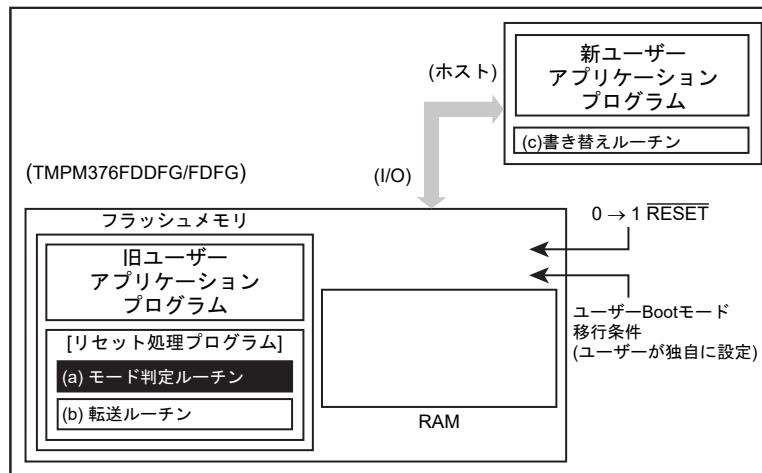 新ユーザー
アプリケーション
プログラム
(ホスト)
(c)書き替えルーチン
(TMPM376FDDFG/FDFG)
(I/O)
フラッシュメモリ
0 → 1 RESET
旧ユーザー
アプリケーション
プログラム
[リセット処理プログラム]
(a) モード判定ルーチン
(b) 転送ルーチン
RAM
ユーザーBootモード
移行条件
(ユーザーが独自に設定)